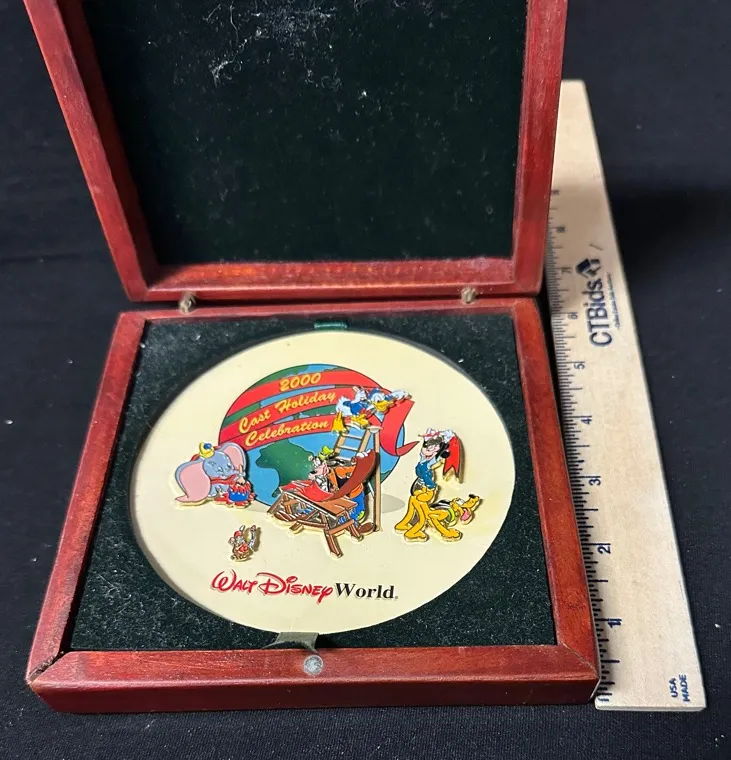 2000
Cast Holiday
Celebration
WALT DISNEY World
CTBids
5
4
3
2
1
USA
MADE